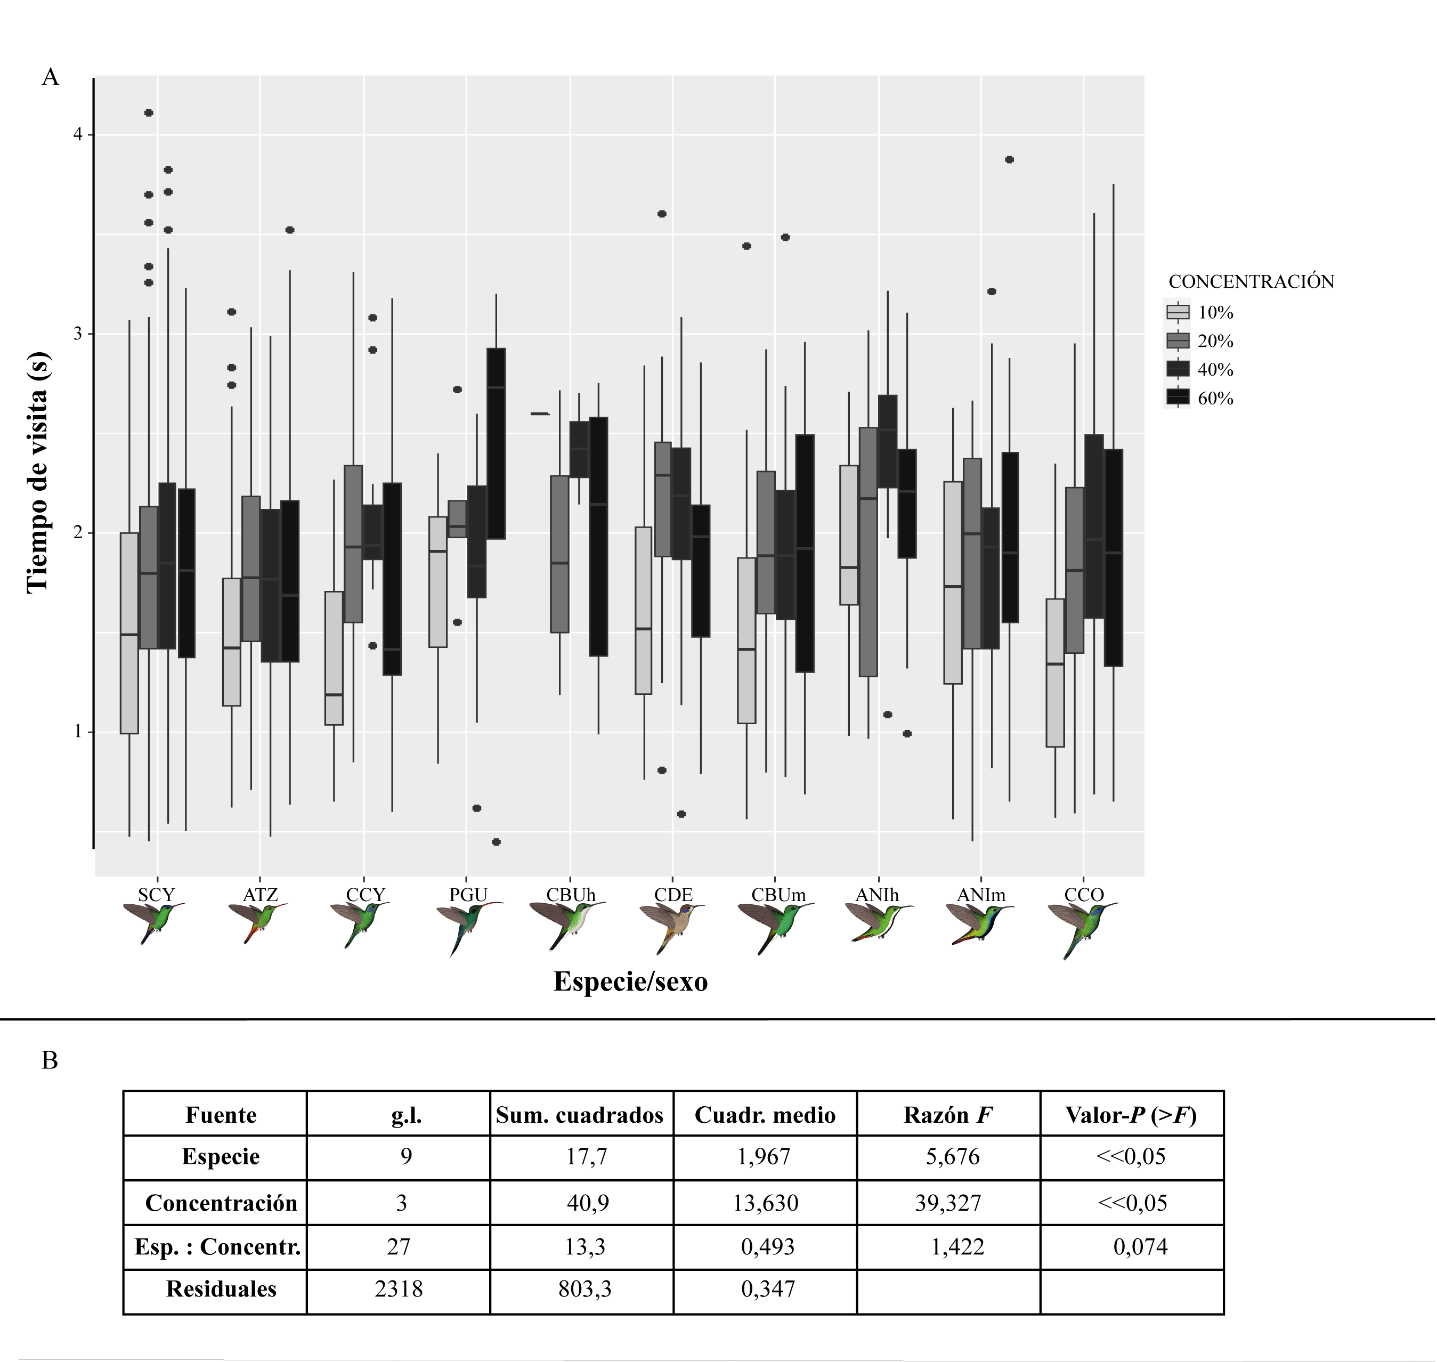 A
4
3
2
1
Tiempo de visita (s)
CONCENTRACIÓN
10%
20%
40%
60%
SCY ATZ CCY PGU CBUh CDE CBUm ANIh ANIm CCO
Especie/sexo
B
Fuente g.l. Sum. cuadrados Cuadr. medio Razón F Valor-P (>F)
Especie 9 17,7 1,967 5,676 <<0,05
Concentración 3 40,9 13,630 39,327 <<0,05
Esp. : Concentr. 27 13,3 0,493 1,422 0,074
Residuales 2318 803,3 0,347